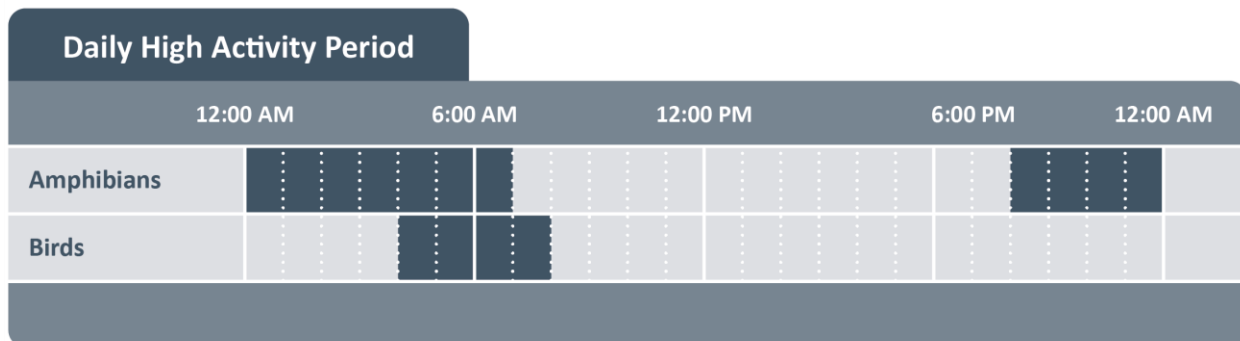 Daily High Activity Period
12:00 AM 6:00 AM 12:00 PM 6:00 PM 12:00 AM
Amphibians
Birds